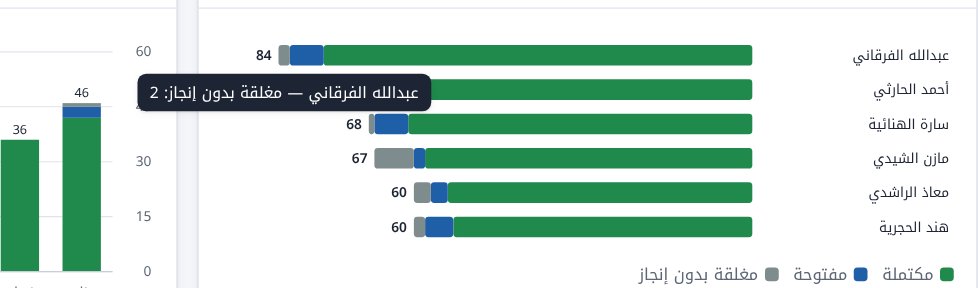 عبدالله الفرقاني 84
أحمد الحارثي
عبدالله الفرقاني — مغلقة بدون إنجاز: 2
سارة الهنائية 68
مازن الشيدي 67
معاذ الراشدي 60
هند الحجرية 60
مكتملة مفتوحة مغلقة بدون إنجاز
60
46
36
30
15
0